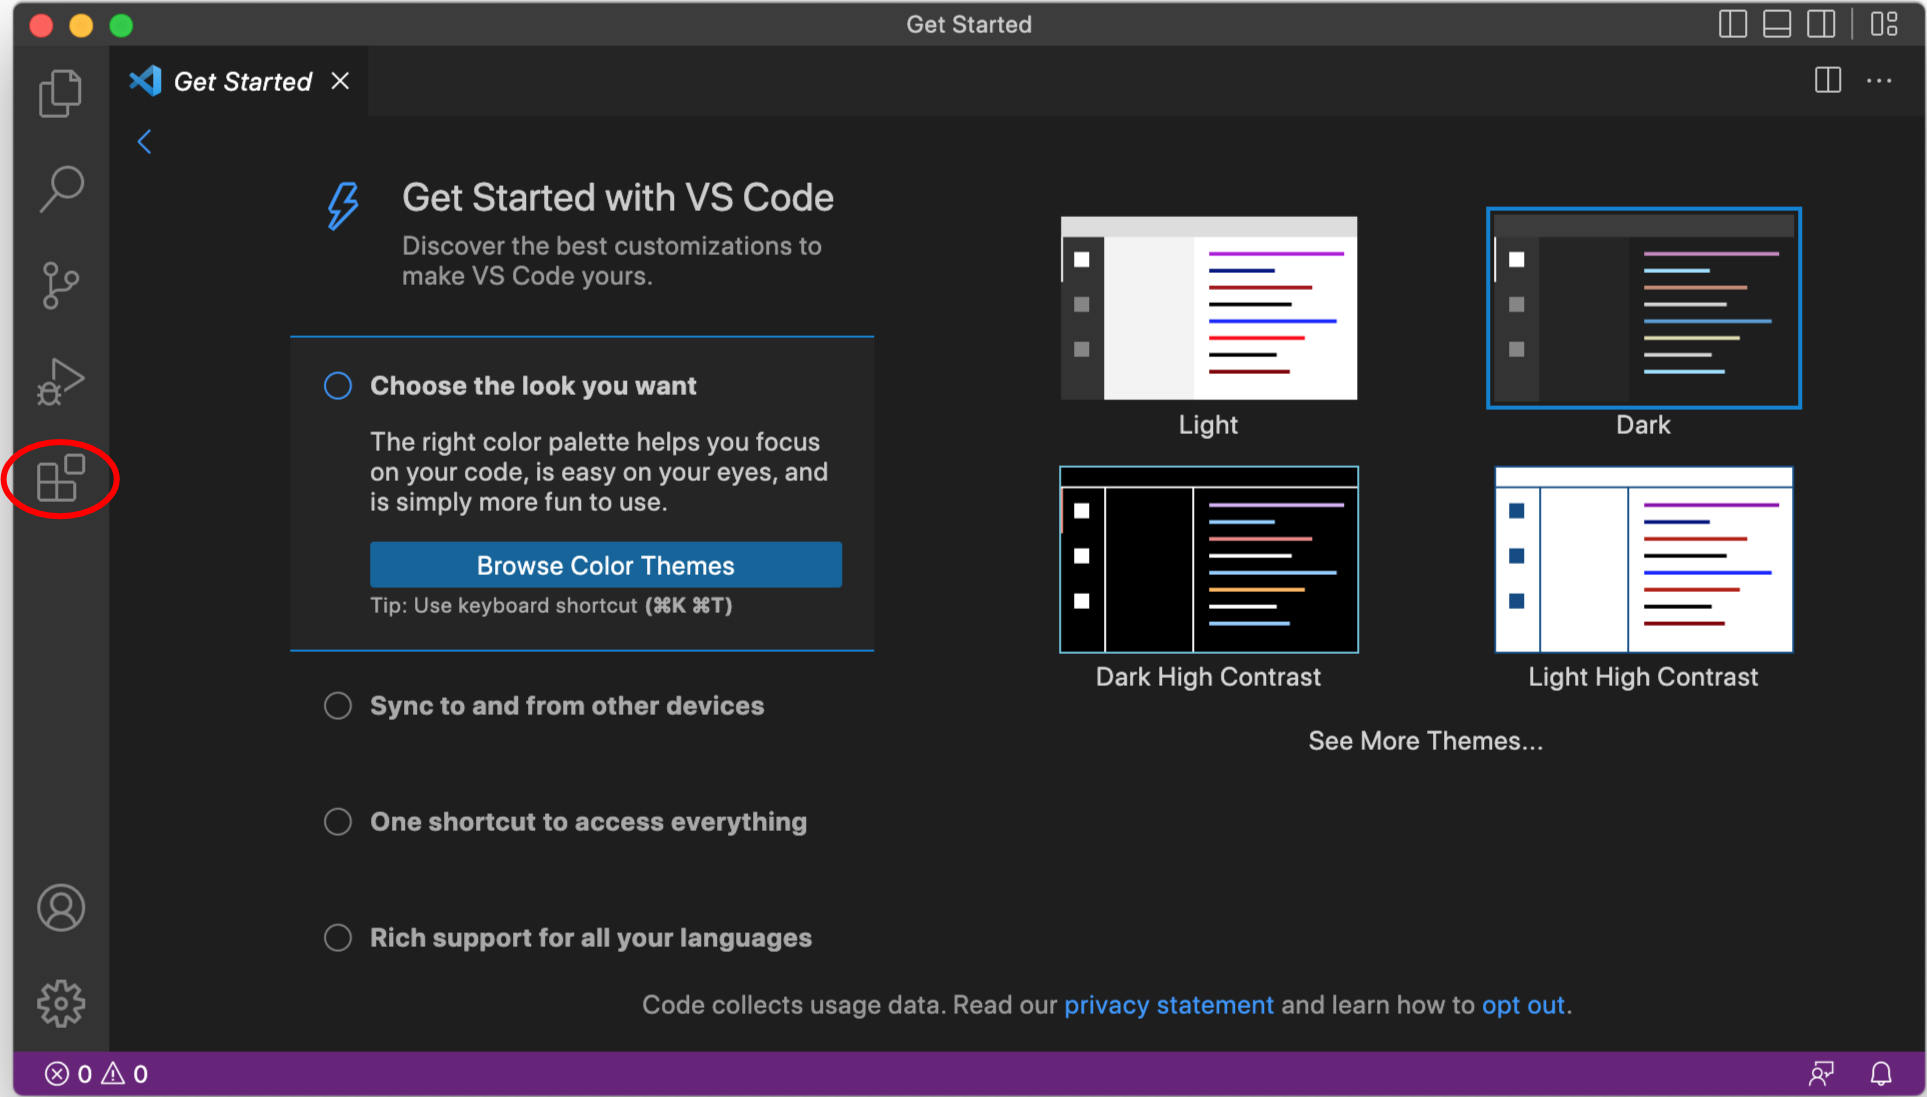 Get Started
Get Started
Get Started with VS Code
Discover the best customizations to
make VS Code yours.
Choose the look you want
The right color palette helps you focus
on your code, is easy on your eyes, and
is simply more fun to use.
Browse Color Themes
Tip: Use keyboard shortcut (⌘K ⌘T)
Sync to and from other devices
One shortcut to access everything
Rich support for all your languages
Light
Dark
Dark High Contrast
Light High Contrast
See More Themes...
Code collects usage data. Read our privacy statement and learn how to opt out.
0 0